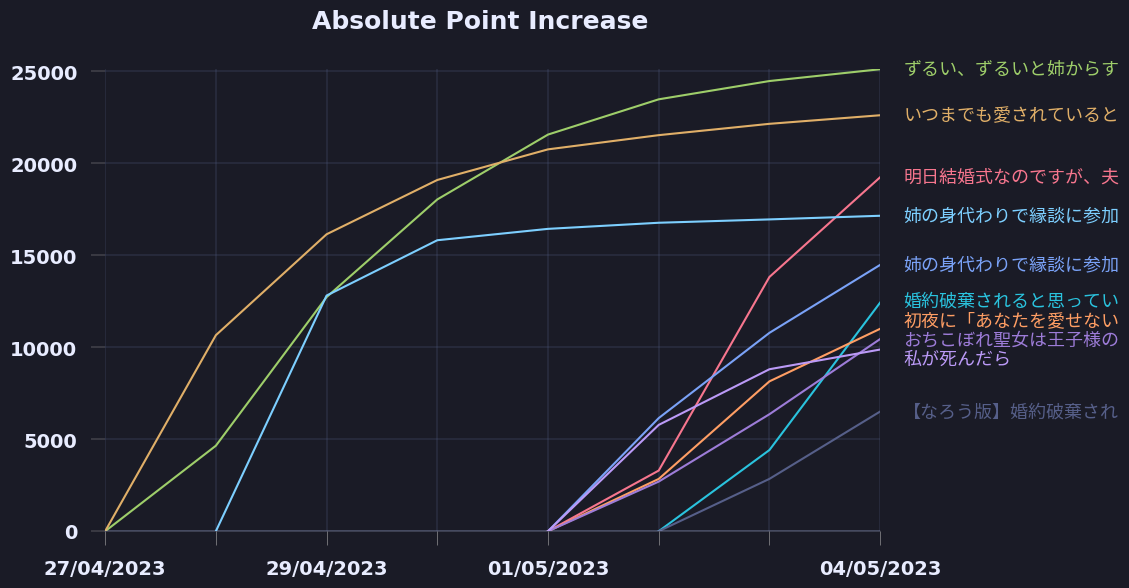 Absolute Point Increase
25000
20000
15000
10000
5000
0
27/04/2023
29/04/2023
01/05/2023
04/05/2023
ずるい、ずるいと姉からす
いつまでも愛されていると
明日結婚式なのですが、夫
姉の身代わりで縁談に参加
姉の身代わりで縁談に参加
婚約破棄されると思ってい
初夜に「あなたを愛せない
おちこぼれ聖女は王子様の
私が死んだら
【なろう版】婚約破棄され